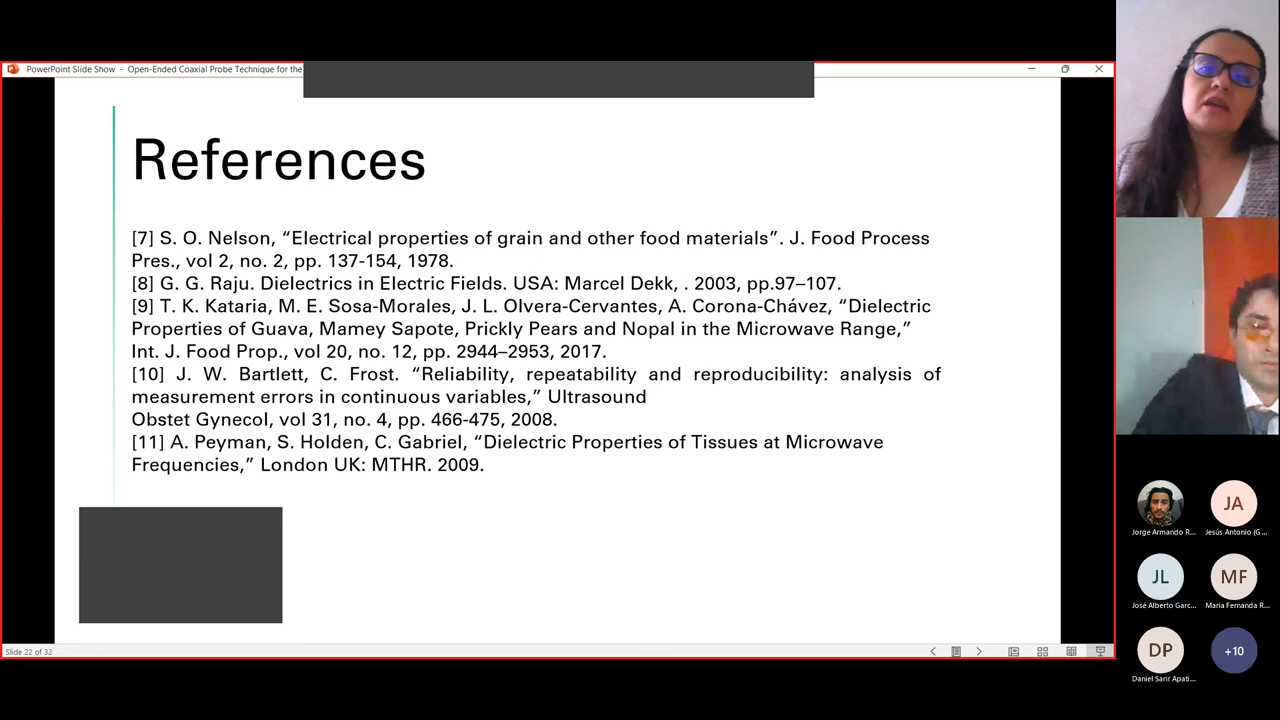 PowerPoint Slide Show - Open-Ended Coaxial Probe Technique for the
References
[7] S. O. Nelson, “Electrical properties of grain and other food materials”. J. Food Process
Pres., vol 2, no. 2, pp. 137-154, 1978.
[8] G. G. Raju. Dielectrics in Electric Fields. USA: Marcel Dekk, . 2003, pp.97–107.
[9] T. K. Kataria, M. E. Sosa-Morales, J. L. Olvera-Cervantes, A. Corona-Chávez, “Dielectric
Properties of Guava, Mamey Sapote, Prickly Pears and Nopal in the Microwave Range,”
Int. J. Food Prop., vol 20, no. 12, pp. 2944–2953, 2017.
[10] J. W. Bartlett, C. Frost. “Reliability, repeatability and reproducibility: analysis of
measurement errors in continuous variables,” Ultrasound
Obstet Gynecol, vol 31, no. 4, pp. 466-475, 2008.
[11] A. Peyman, S. Holden, C. Gabriel, “Dielectric Properties of Tissues at Microwave
Frequencies,” London UK: MTHR. 2009.
Slide 22 of 32
JA
Jorge Armando R...
Jesús Antonio (G...
JL
MF
José Alberto Garc...
Maria Fernanda R...
DP
+10
Daniel Sarir Apati...